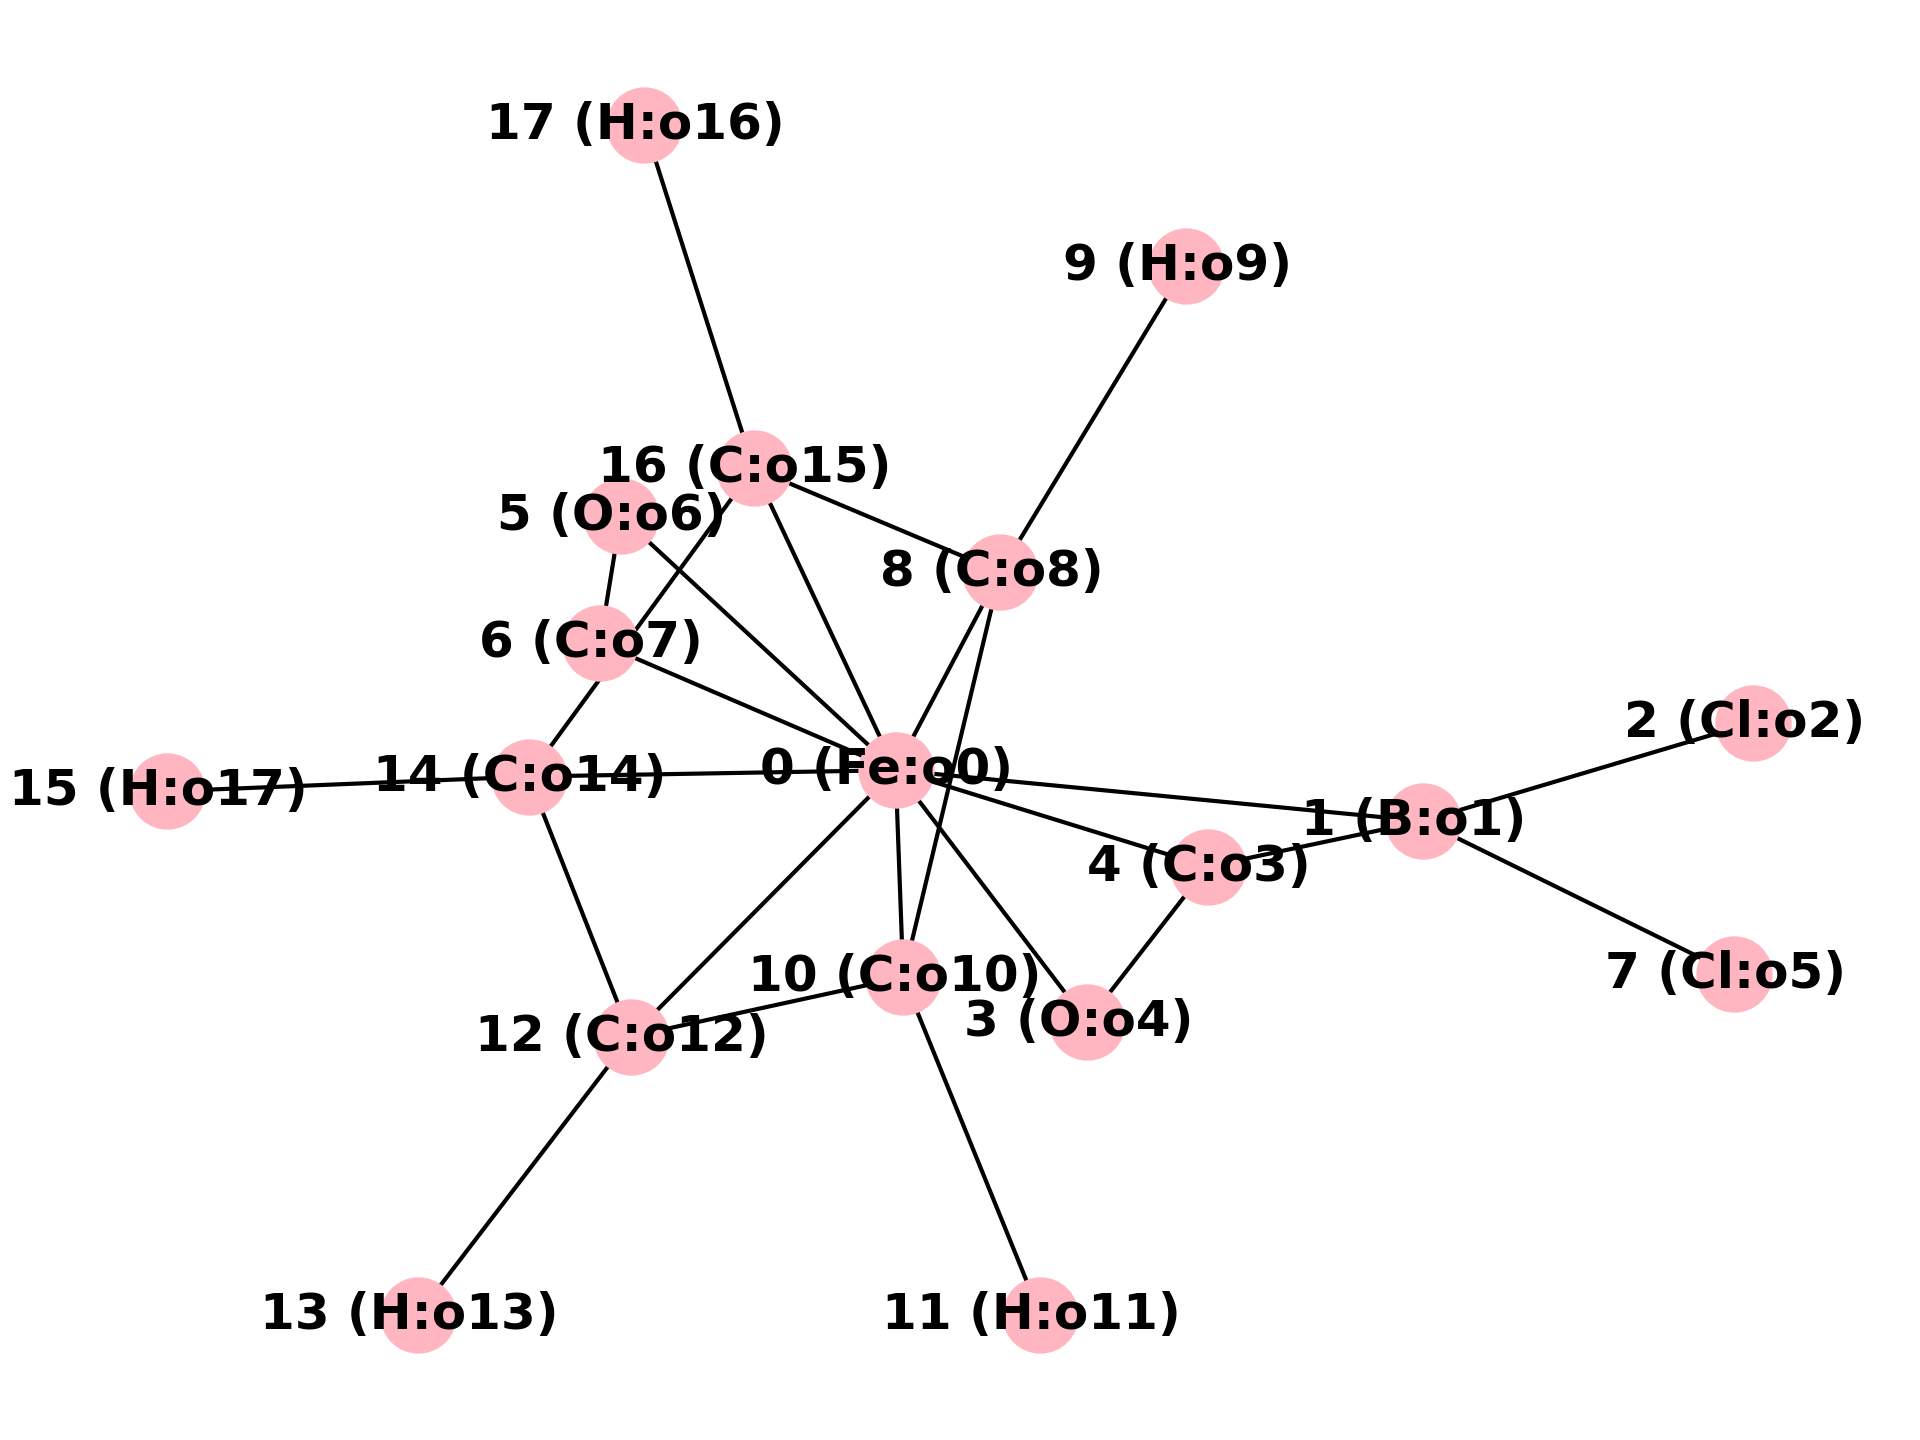 17 (H:o16)
9 (H:o9)
16 (C:o15)
5 (O:o6)
8 (C:o8)
6 (C:o7)
2 (Cl:o2)
0 (Fe:o0)
14 (C:o14)
15 (H:o17)
1 (B:o1)
4 (C:o3)
7 (Cl:o5)
10 (C:o10)
3 (O:o4)
12 (C:o12)
13 (H:o13)
11 (H:o11)